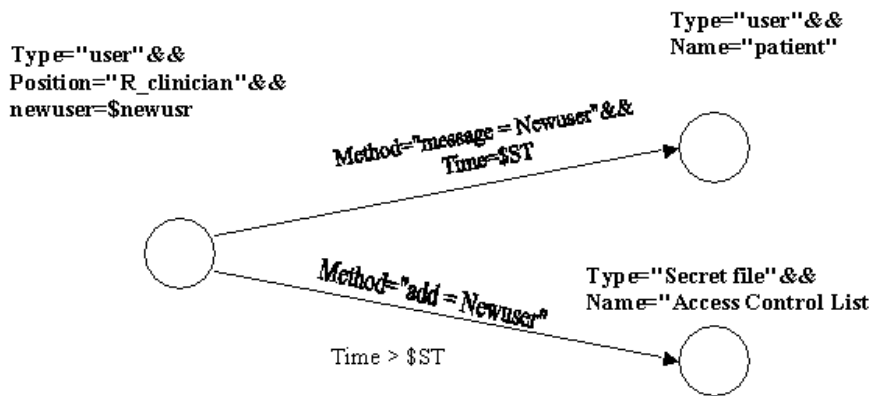 Type="user"&&
Position="R_clinician"&&
newuser=$newusr
Type="user"&&
Name="patient"
Method="message = Newuser"&&
Time=$ST
Method="add = Newuser"
Time > $ST
Type="Secret file"&&
Name="Access Control List